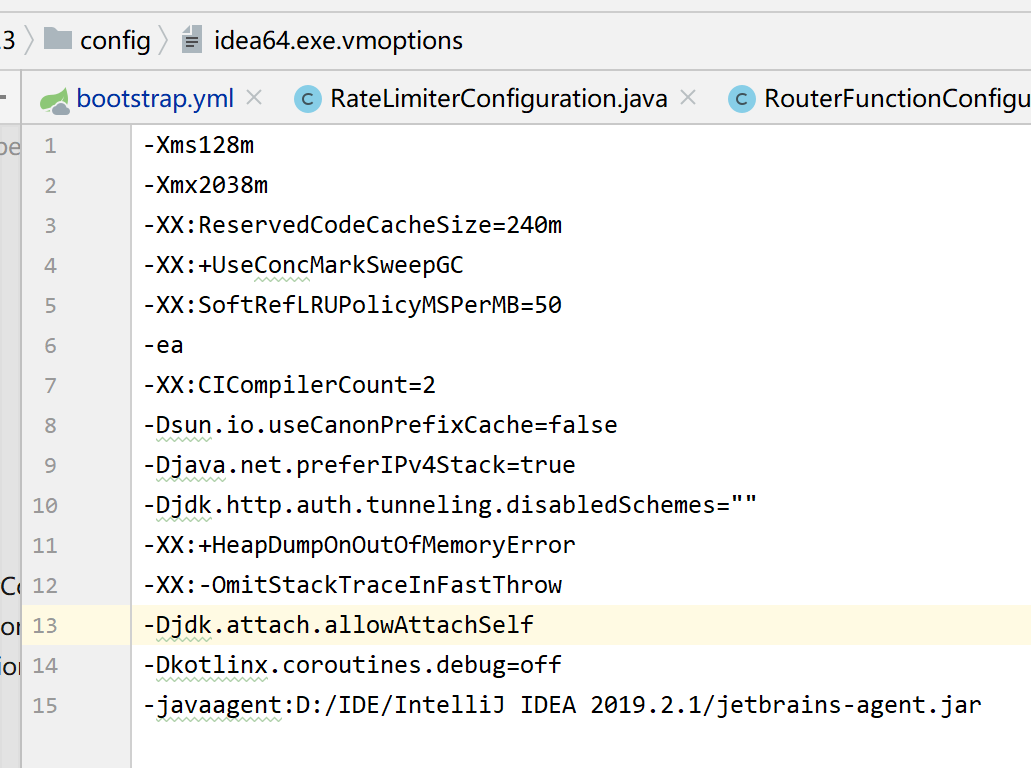 3 config idea64.exe.vmoptions
bootstrap.yml RateLimiterConfiguration.java RouterFunctionConfigu
1 -Xms128m
2 -Xmx2038m
3 -XX:ReservedCodeCacheSize=240m
4 -XX:+UseConcMarkSweepGC
5 -XX:SoftRefLRUPolicyMSPerMB=50
6 -ea
7 -XX:CICompilerCount=2
8 -Dsun.io.useCanonPrefixCache=false
9 -Djava.net.preferIPv4Stack=true
10 -Djdk.http.auth.tunneling.disabledSchemes=""
11 -XX:+HeapDumpOnOutOfMemoryError
12 -XX:-OmitStackTraceInFastThrow
13 -Djdk.attach.allowAttachSelf
14 -Dkotlinx.coroutines.debug=off
15 -javaagent:D:/IDE/IntelliJ IDEA 2019.2.1/jetbrains-agent.jar